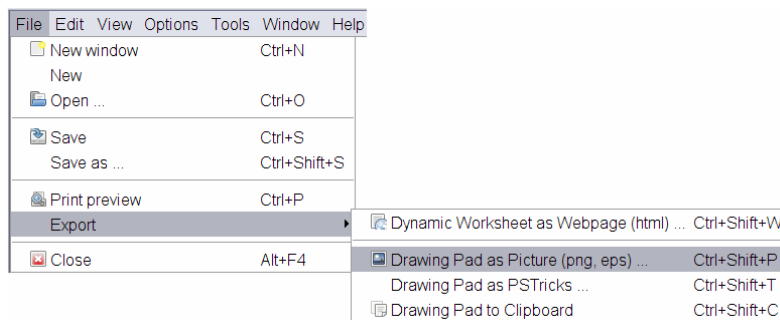 File Edit View Options Tools Window Help
New window Ctrl+N
New
Open ... Ctrl+O
Save Ctrl+S
Save as ... Ctrl+Shift+S
Print preview Ctrl+P
Export
Dynamic Worksheet as Webpage (html) ... Ctrl+Shift+W
Close Alt+F4
Drawing Pad as Picture (png, eps) ... Ctrl+Shift+P
Drawing Pad as PSTricks ... Ctrl+Shift+T
Drawing Pad to Clipboard Ctrl+Shift+C